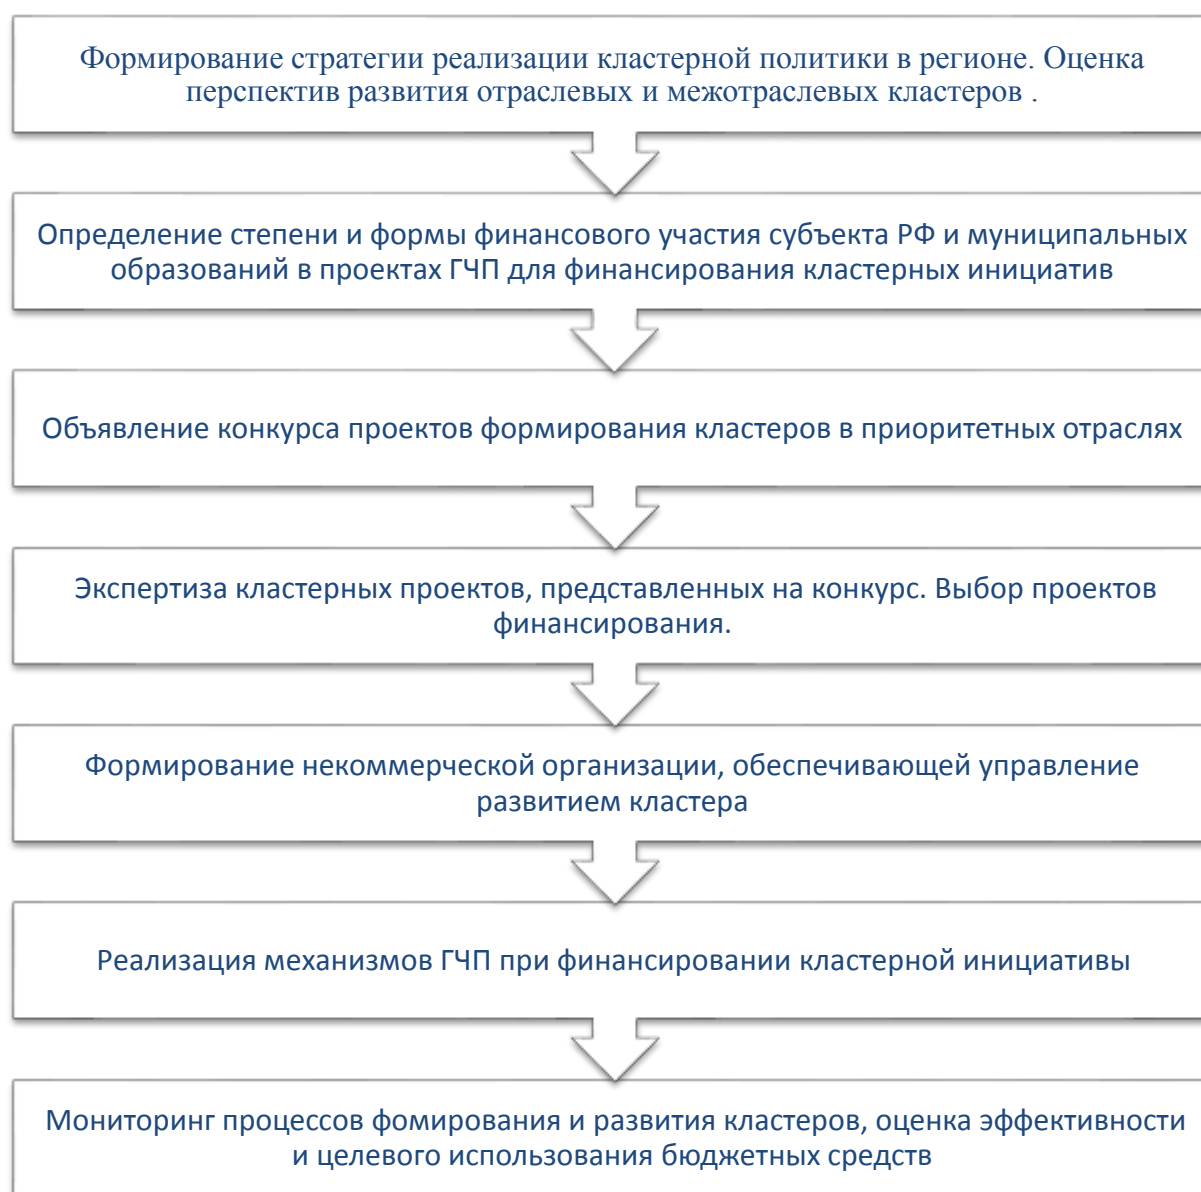 Формирование стратегии реализации кластерной политики в регионе. Оценка
перспектив развития отраслевых и межотраслевых кластеров .
Определение степени и формы финансового участия субъекта РФ и муниципальных
образований в проектах ГЧП для финансирования кластерных инициатив
Объявление конкурса проектов формирования кластеров в приоритетных отраслях
Экспертиза кластерных проектов, представленных на конкурс. Выбор проектов
финансирования.
Формирование некоммерческой организации, обеспечивающей управление
развитием кластера
Реализация механизмов ГЧП при финансировании кластерной инициативы
Мониторинг процессов фомирования и развития кластеров, оценка эффективности
и целевого использования бюджетных средств